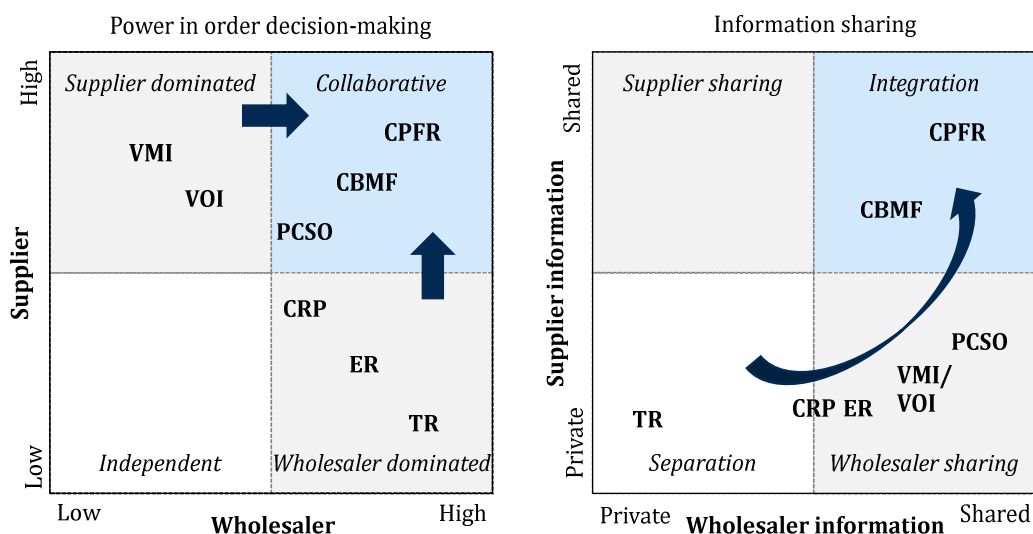 Power in order decision-making
High
Supplier dominated
Collaborative
CPFR
VMI
CBMF
VOI
PCSO
Supplier
CRP
ER
TR
Low
Independent
Wholesaler dominated
Low
Wholesaler
High
Information sharing
Shared
Supplier sharing
Integration
CPFR
CBMF
Supplier information
PCSO
VMI/
VOI
CRP ER
TR
Private
Separation
Wholesaler sharing
Private
Wholesaler information
Shared